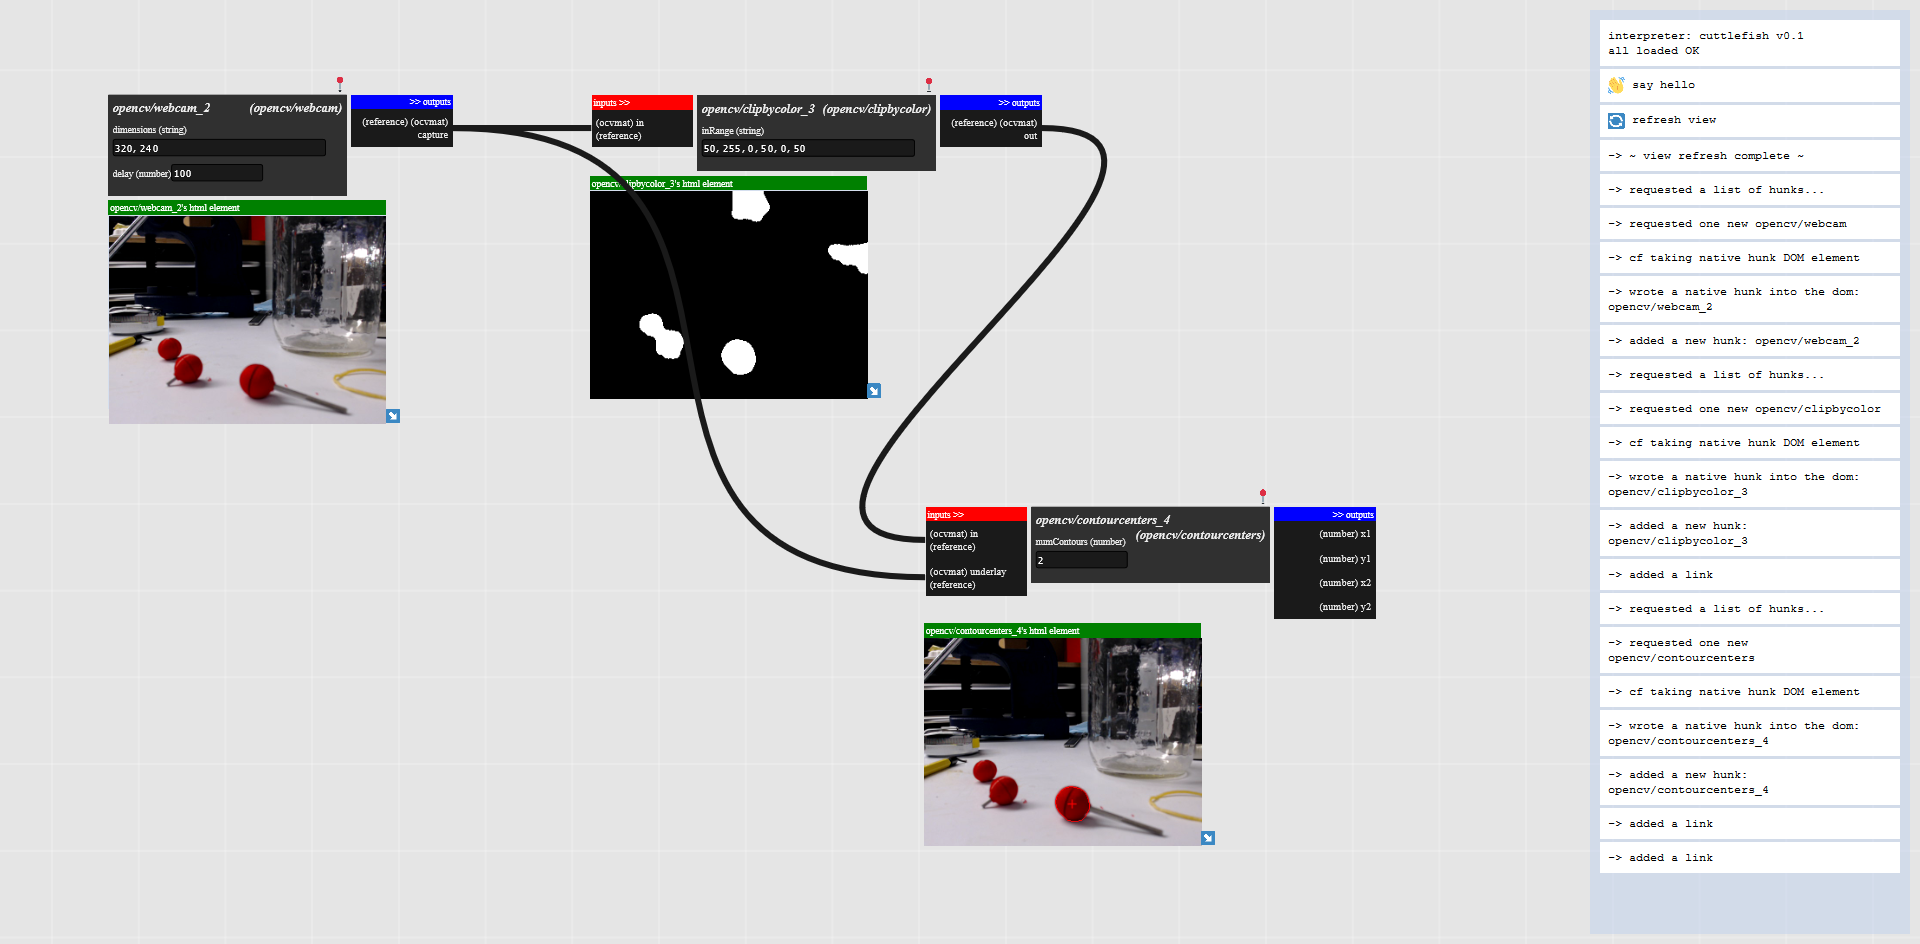 opencv/webcam_2 (opencv/webcam)
dimensions (string)
320, 240
delay (number) 100
>> outputs
(reference) (ocvmat)
capture
opencv/webcam_2's html element
inputs >>
(ocvmat) in
(reference)
opencv/clipbycolor_3 (opencv/clipbycolor)
inRange (string)
50, 255, 0, 50, 0, 50
>> outputs
(reference) (ocvmat)
out
opencv/clipbycolor_3's html element
inputs >>
(ocvmat) in
(reference)
(ocvmat) underlay
(reference)
opencv/contourcenters_4
(opencv/contourcenters)
numContours (number)
2
>> outputs
(number) x1
(number) y1
(number) x2
(number) y2
opencv/contourcenters_4's html element
interpreter: cuttlefish v0.1
all loaded OK
say hello
refresh view
-> ~ view refresh complete ~
-> requested a list of hunks...
-> requested one new opencv/webcam
-> cf taking native hunk DOM element
-> wrote a native hunk into the dom:
opencv/webcam_2
-> added a new hunk: opencv/webcam_2
-> requested a list of hunks...
-> requested one new opencv/clipbycolor
-> cf taking native hunk DOM element
-> wrote a native hunk into the dom:
opencv/clipbycolor_3
-> added a new hunk:
opencv/clipbycolor_3
-> added a link
-> requested a list of hunks...
-> requested one new
opencv/contourcenters
-> cf taking native hunk DOM element
-> wrote a native hunk into the dom:
opencv/contourcenters_4
-> added a new hunk:
opencv/contourcenters_4
-> added a link
-> added a link